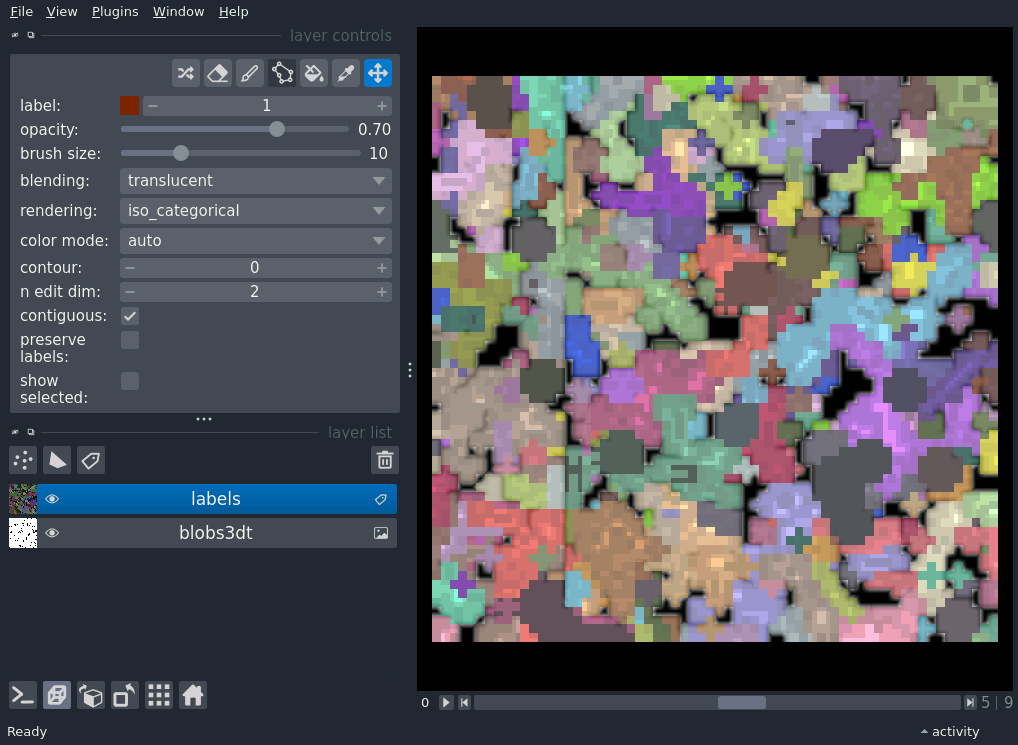 File View Plugins Window Help
layer controls
label: 1
opacity: 0.70
brush size: 10
blending: translucent
rendering: iso_categorical
color mode: auto
contour: 0
n edit dim: 2
contiguous:
preserve
labels:
show
selected:
layer list
labels
blobs3dt
0 5 | 9
Ready activity